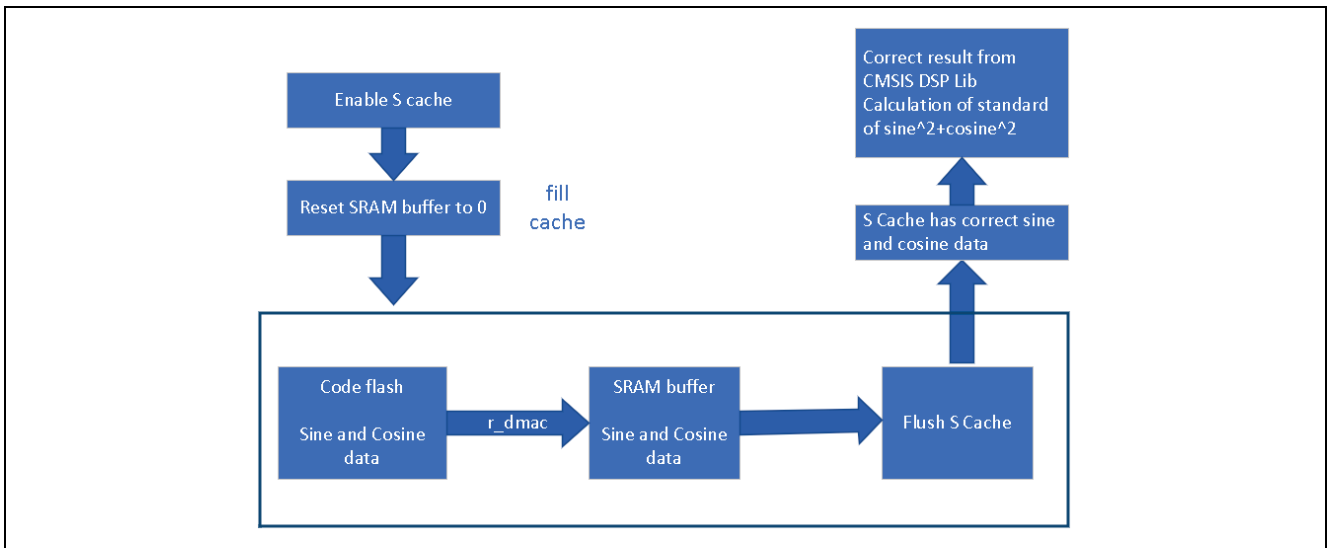 Enable S cache
Reset SRAM buffer to 0
fill
cache
Code flash
Sine and Cosine
data
r_dmac
SRAM buffer
Sine and Cosine
data
Flush S Cache
S Cache has correct sine
and cosine data
Correct result from
CMSIS DSP Lib
Calculation of standard
of sine^2+cosine^2